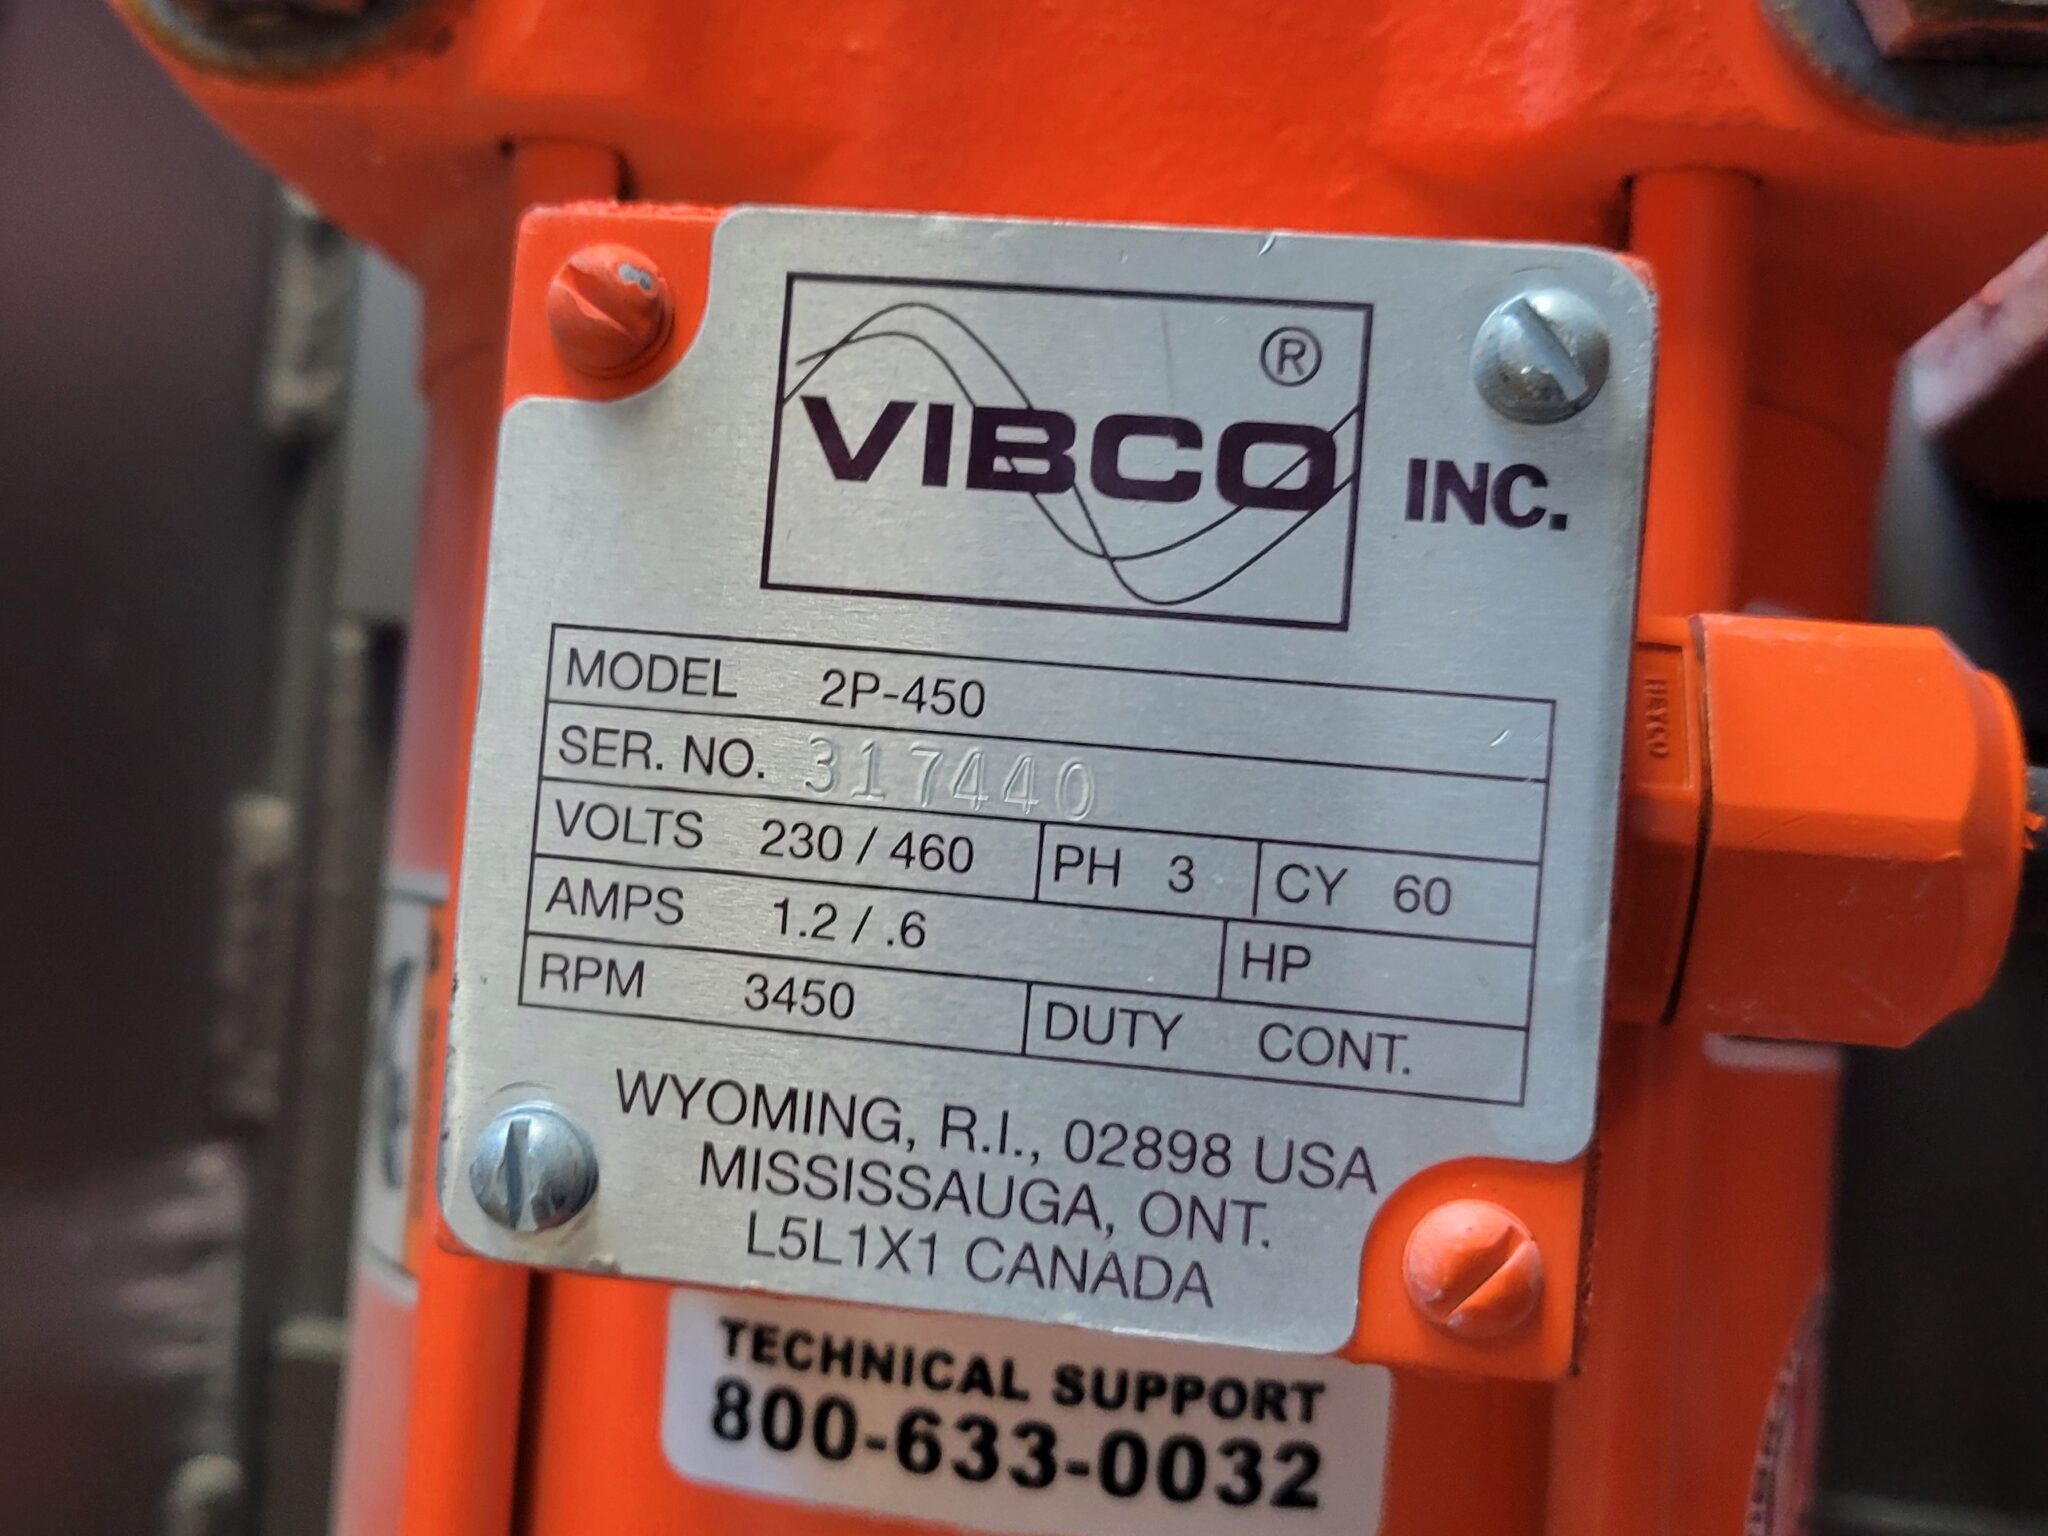 ®
VIBCO INC.
MODEL 2P-450
SER. NO. 317440
VOLTS 230 / 460 PH 3 CY 60
AMPS 1.2 / .6 HP
RPM 3450 DUTY CONT.
WYOMING, R.I., 02898 USA
MISSISSAUGA, ONT.
L5L1X1 CANADA
TECHNICAL SUPPORT
800-633-0032
HEYCO